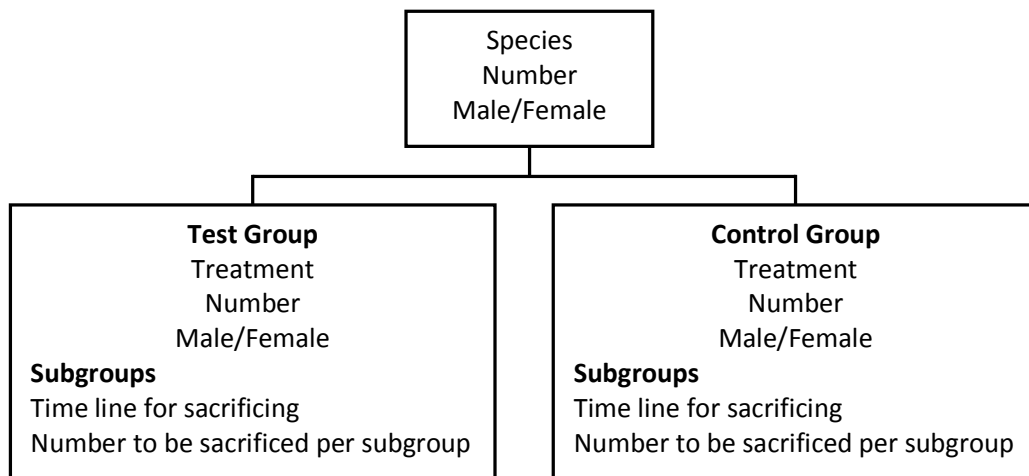 Species
Number
Male/Female
Test Group
Treatment
Number
Male/Female
Subgroups
Time line for sacrificing
Number to be sacrificed per subgroup
Control Group
Treatment
Number
Male/Female
Subgroups
Time line for sacrificing
Number to be sacrificed per subgroup